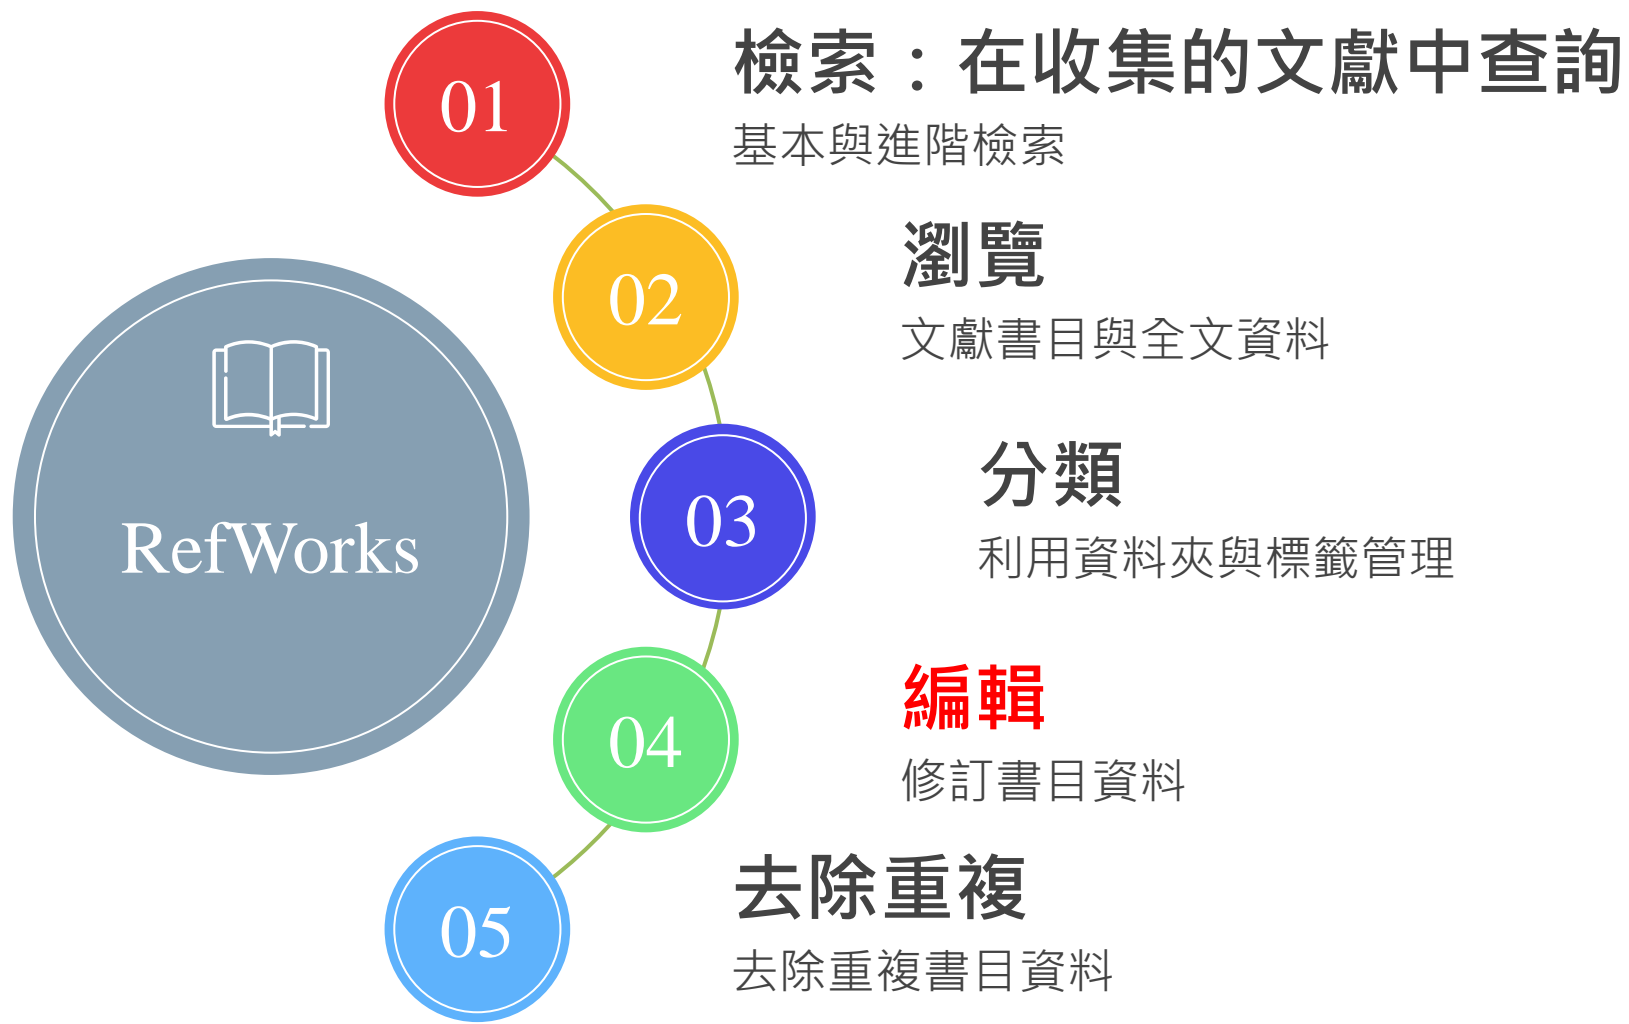 RefWorks
01
檢索：在收集的文獻中查詢
基本與進階檢索
02
瀏覽
文獻書目與全文資料
03
分類
利用資料夾與標籤管理
04
編輯
修訂書目資料
05
去除重複
去除重複書目資料